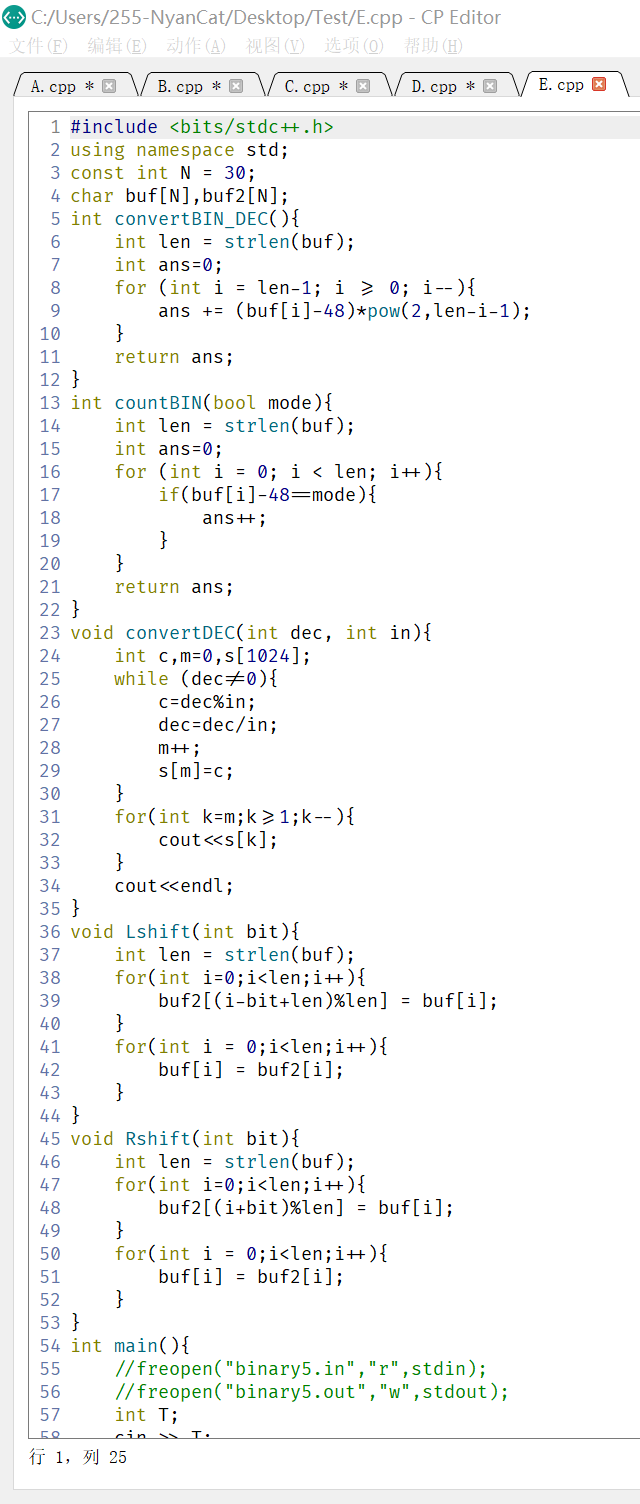 C:/Users/255-NyanCat/Desktop/Test/E.cpp - CP Editor
文件(F) 编辑(E) 动作(A) 视图(V) 选项(O) 帮助(H)
A.cpp * B.cpp * C.cpp * D.cpp * E.cpp
1 #include <bits/stdc++.h>
2 using namespace std;
3 const int N = 30;
4 char buf[N],buf2[N];
5 int convertBIN_DEC(){
6     int len = strlen(buf);
7     int ans=0;
8     for (int i = len-1; i >= 0; i--){
9         ans += (buf[i]-48)*pow(2,len-i-1);
10     }
11     return ans;
12 }
13 int countBIN(bool mode){
14     int len = strlen(buf);
15     int ans=0;
16     for (int i = 0; i < len; i++){
17         if(buf[i]-48==mode){
18             ans++;
19         }
20     }
21     return ans;
22 }
23 void convertDEC(int dec, int in){
24     int c,m=0,s[1024];
25     while (dec!=0){
26         c=dec%in;
27         dec=dec/in;
28         m++;
29         s[m]=c;
30     }
31     for(int k=m;k>=1;k--){
32         cout<<s[k];
33     }
34     cout<<endl;
35 }
36 void Lshift(int bit){
37     int len = strlen(buf);
38     for(int i=0;i<len;i++){
39         buf2[(i-bit+len)%len] = buf[i];
40     }
41     for(int i = 0;i<len;i++){
42         buf[i] = buf2[i];
43     }
44 }
45 void Rshift(int bit){
46     int len = strlen(buf);
47     for(int i=0;i<len;i++){
48         buf2[(i+bit)%len] = buf[i];
49     }
50     for(int i = 0;i<len;i++){
51         buf[i] = buf2[i];
52     }
53 }
54 int main(){
55     //freopen("binary5.in","r",stdin);
56     //freopen("binary5.out","w",stdout);
57     int T;
58     cin >> T;
行 1, 列 25